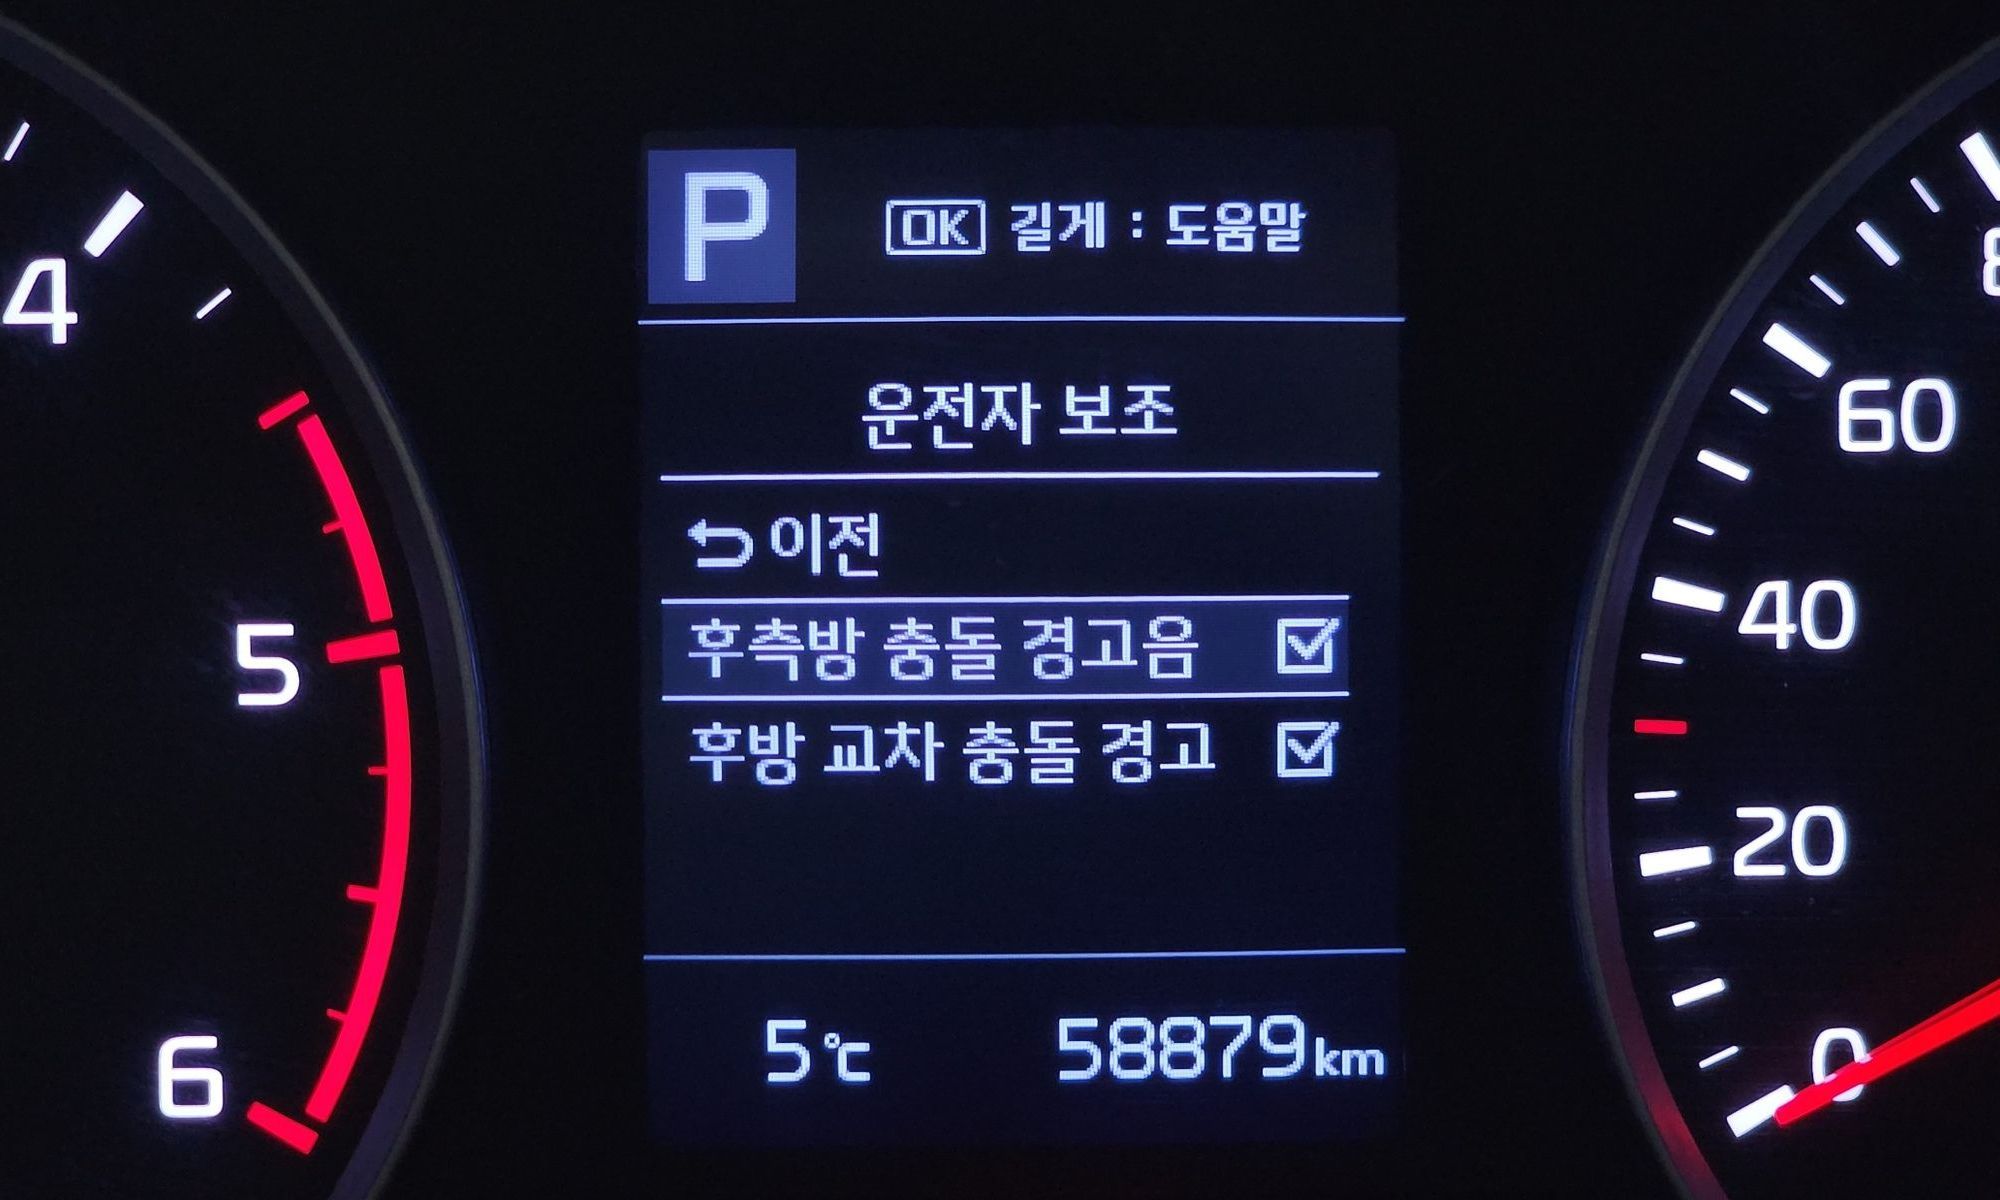 P
OK 길게 : 도움말
운전자 보조
이전
후측방 충돌 경고음
후방 교차 충돌 경고
5℃ 58879km
4
5
6
60
40
20
0